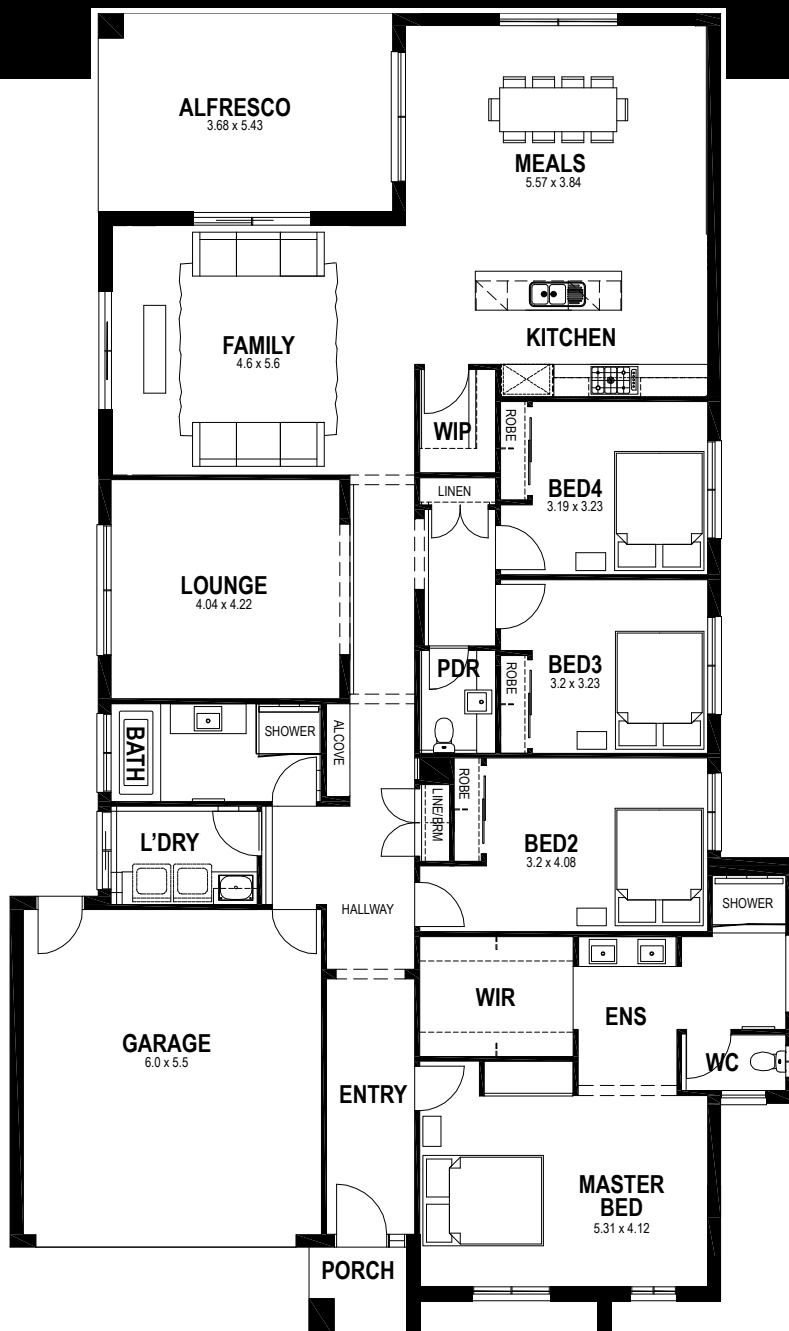 ALFRESCO
3.68 x 5.43
MEALS
5.57 x 3.84
KITCHEN
FAMILY
4.6 x 5.6
WIP
ROBE
LINEN
BED4
3.19 x 3.23
LOUNGE
4.04 x 4.22
PDR
ROBE
BED3
3.2 x 3.23
BATH
SHOWER
ALCOVE
LINE/BRM
ROBE
BED2
3.2 x 4.08
L'DRY
HALLWAY
SHOWER
WIR
ENS
GARAGE
6.0 x 5.5
WC
ENTRY
MASTER
BED
5.31 x 4.12
PORCH